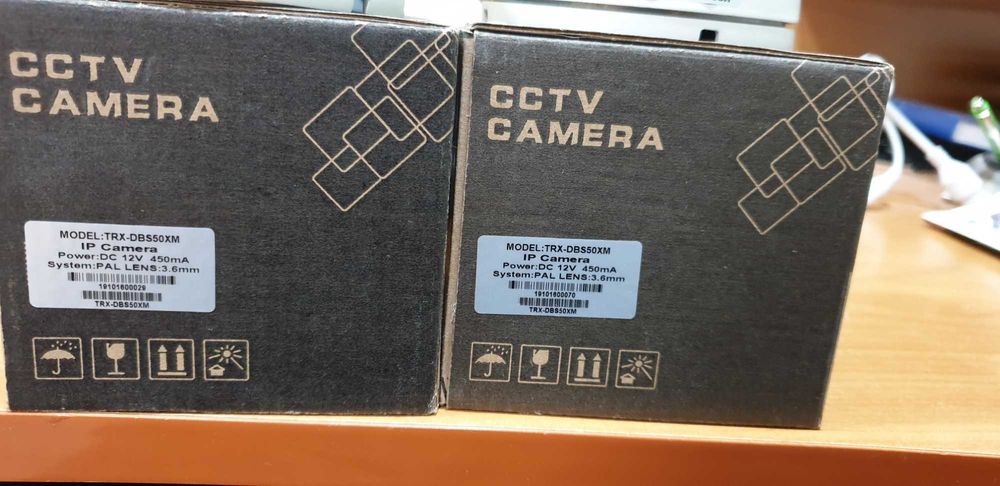 CCTV
CAMERA
MODEL:TRX-DBS50XM
IP Camera
Power:DC 12V 450mA
System:PAL LENS:3.6mm
19101600029
TRX-DBS50XM
CCTV
CAMERA
MODEL:TRX-DBS50XM
IP Camera
Power:DC 12V 450mA
System:PAL LENS:3.6mm
19101600070
TRX-DBS50XM